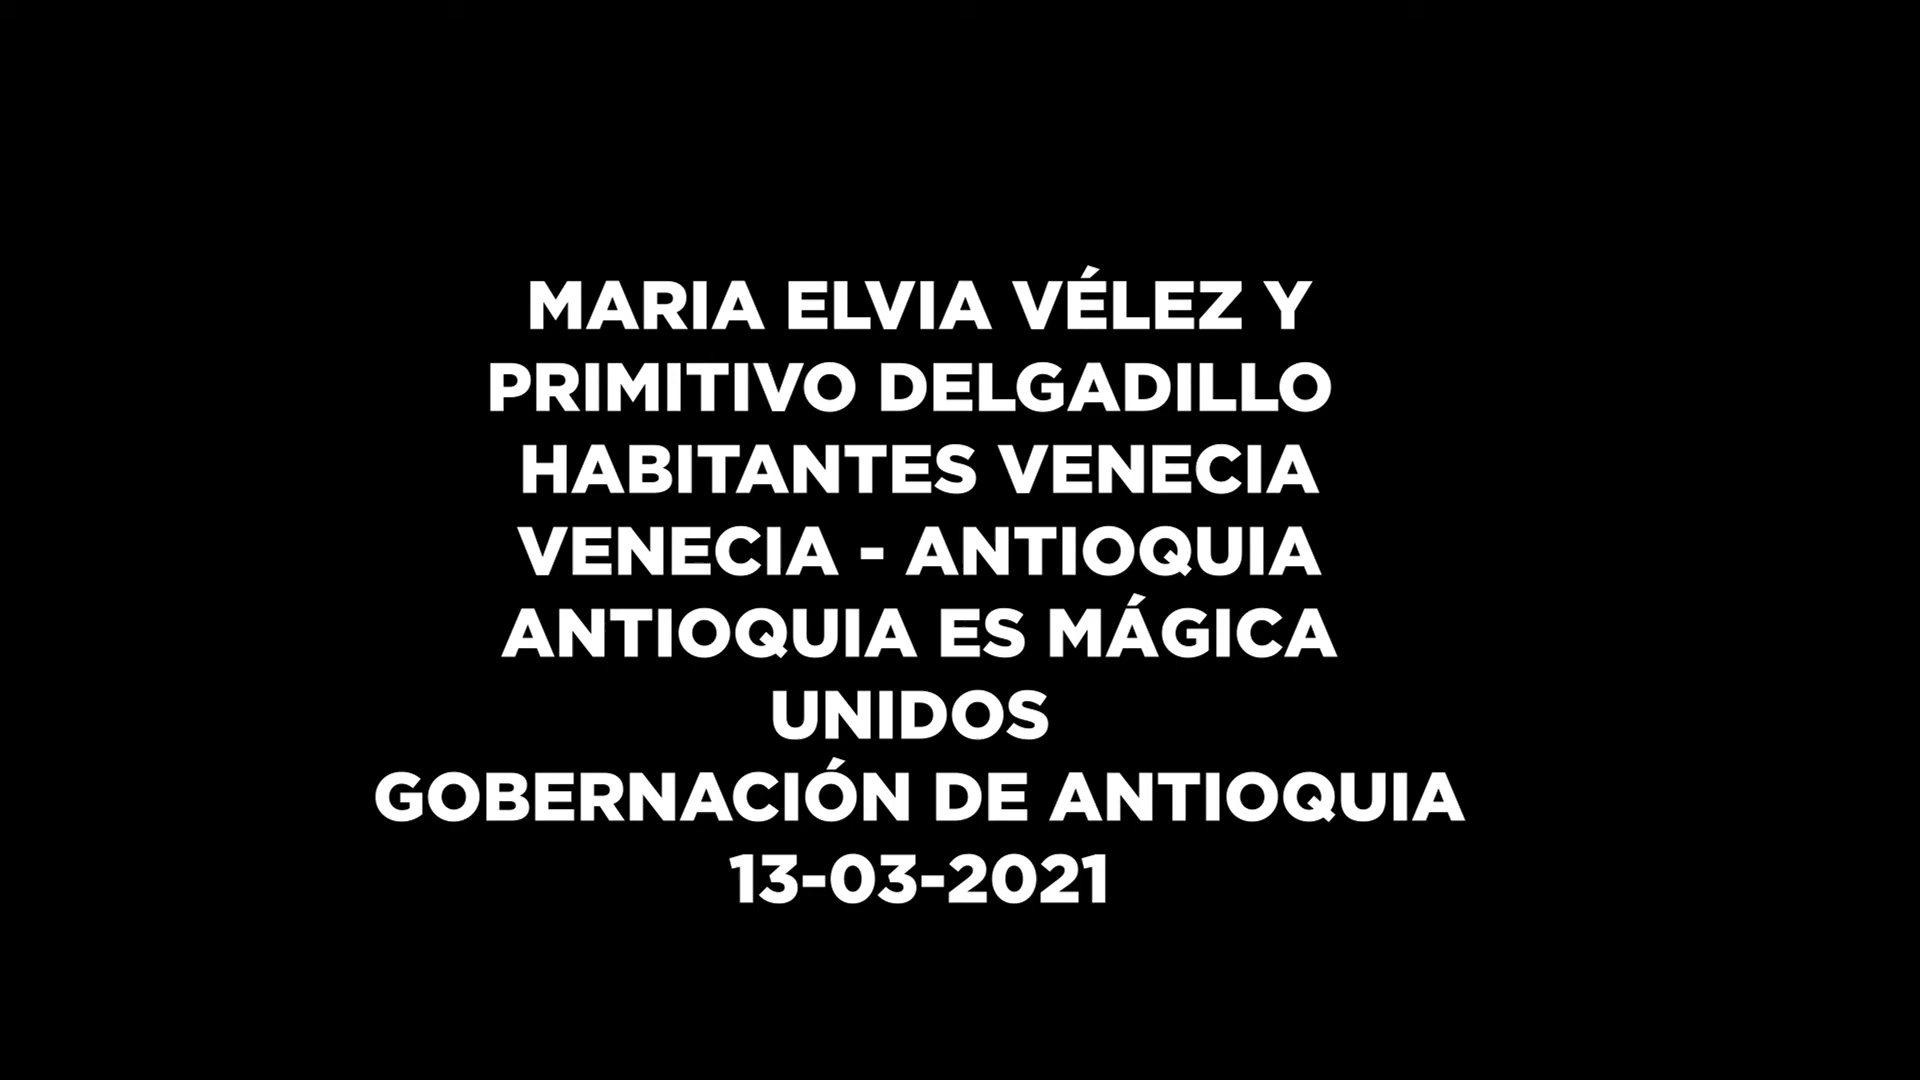 MARIA ELVIA VÉLEZ Y
PRIMITIVO DELGADILLO
HABITANTES VENECIA
VENECIA - ANTIOQUIA
ANTIOQUIA ES MÁGICA
UNIDOS
GOBERNACIÓN DE ANTIOQUIA
13-03-2021